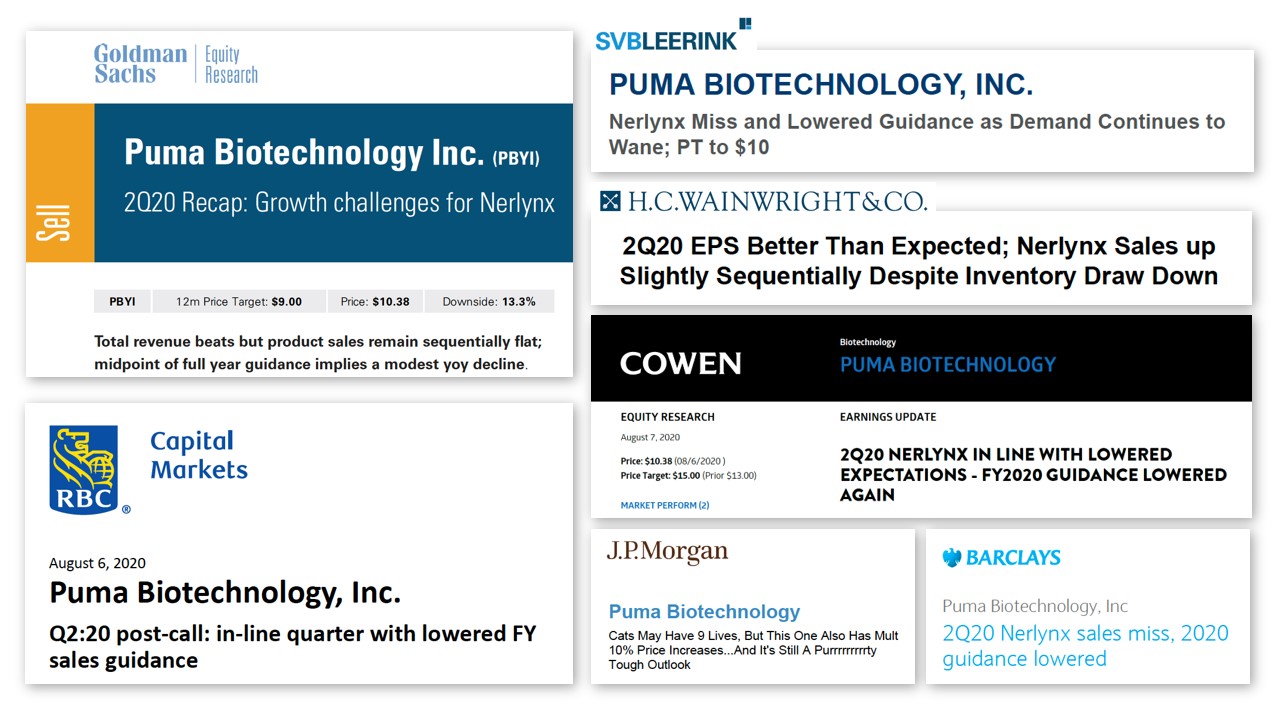 Goldman
Sachs
Equity
Research
Sell
Puma Biotechnology Inc. (PBYI)
2Q20 Recap: Growth challenges for Nerlynx
PBYI 12m Price Target: $9.00 Price: $10.38 Downside: 13.3%
Total revenue beats but product sales remain sequentially flat;
midpoint of full year guidance implies a modest yoy decline.
RBC ®
Capital
Markets
August 6, 2020
Puma Biotechnology, Inc.
Q2:20 post-call: in-line quarter with lowered FY
sales guidance
SVBLEERINK
PUMA BIOTECHNOLOGY, INC.
Nerlynx Miss and Lowered Guidance as Demand Continues to
Wane; PT to $10
H.C.WAINWRIGHT&CO.
2Q20 EPS Better Than Expected; Nerlynx Sales up
Slightly Sequentially Despite Inventory Draw Down
COWEN
Biotechnology
PUMA BIOTECHNOLOGY
EQUITY RESEARCH
August 7, 2020
Price: $10.38 (08/6/2020 )
Price Target: $15.00 (Prior $13.00)
MARKET PERFORM (2)
EARNINGS UPDATE
2Q20 NERLYNX IN LINE WITH LOWERED
EXPECTATIONS - FY2020 GUIDANCE LOWERED
AGAIN
J.P.Morgan
Puma Biotechnology
Cats May Have 9 Lives, But This One Also Has Mult
10% Price Increases...And It's Still A Purrrrrrrrrrty
Tough Outlook
BARCLAYS
Puma Biotechnology, Inc
2Q20 Nerlynx sales miss, 2020
guidance lowered